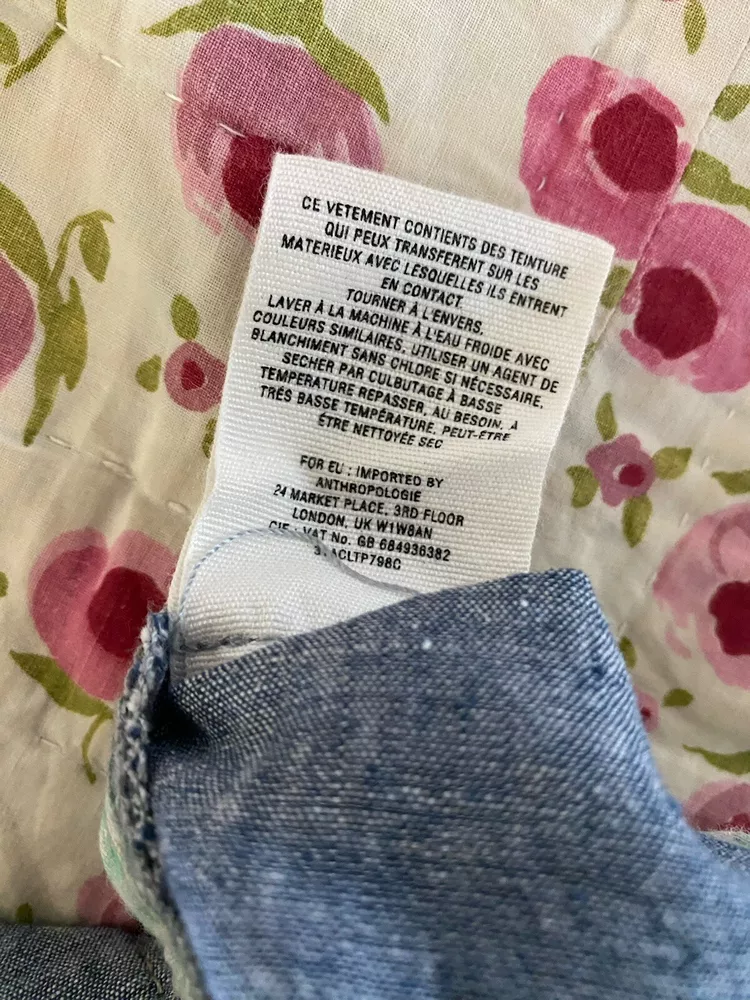 CE VETEMENT CONTIENTS DES TEINTURE
QUI PEUX TRANSFERENT SUR LES
MATERIEUX AVEC LESQUELLES ILS ENTRENT
EN CONTACT.
TOURNER À L'ENVERS.
LAVER À LA MACHINE À L'EAU FROIDE AVEC
COULEURS SIMILAIRES, UTILISER UN AGENT DE
BLANCHIMENT SANS CHLORE SI NÉCESSAIRE,
SECHER PAR CULBUTAGE À BASSE
TEMPERATURE REPASSER, AU BESOIN, A
TRÉS BASSE TEMPÉRATURE. PEUT-ÊTRE
ÊTRE NETTOYÉE SEC
FOR EU : IMPORTED BY
ANTHROPOLOGIE
24 MARKET PLACE, 3RD FLOOR
LONDON, UK W1W8AN
VAT No. GB 684936382